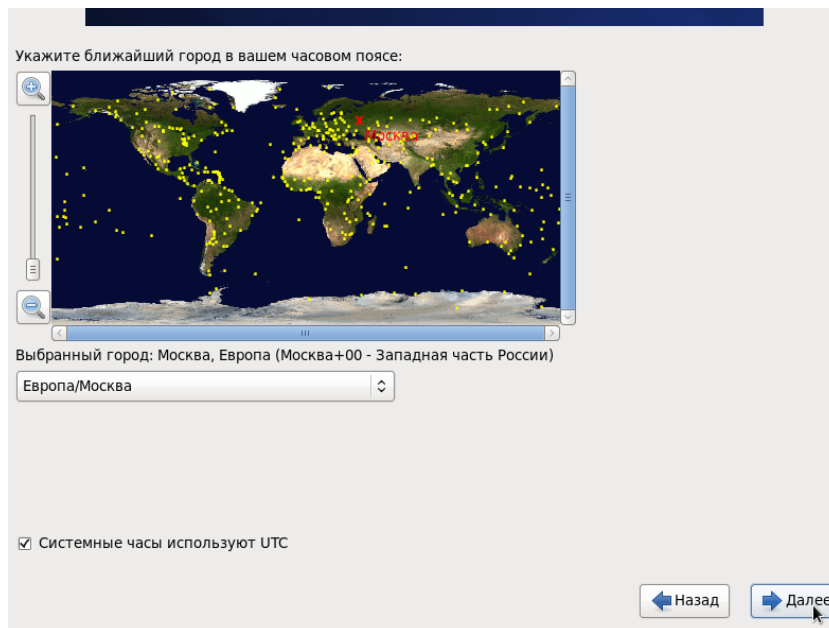 Укажите ближайший город в вашем часовом поясе:
Москва
Выбранный город: Москва, Европа (Москва+00 - Западная часть России)
Европа/Москва
Системные часы используют UTC
Назад
Далее